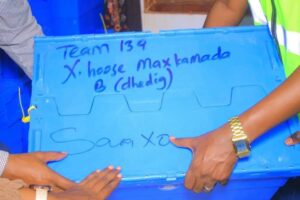 Team 139
X. hoose Maxkamada
B (dhedig)
Saaxo